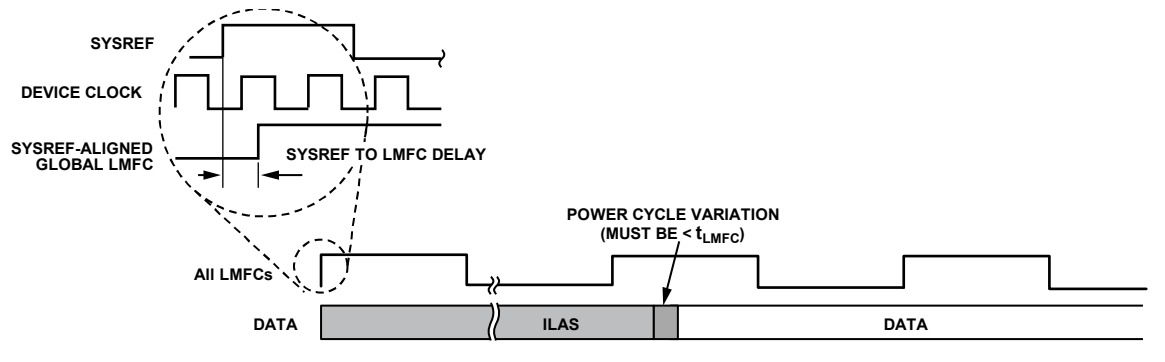 SYSREF
DEVICE CLOCK
SYSREF-ALIGNED
GLOBAL LMFC
SYSREF TO LMFC DELAY
POWER CYCLE VARIATION
(MUST BE < tLMFC)
All LMFCs
DATA
ILAS
DATA